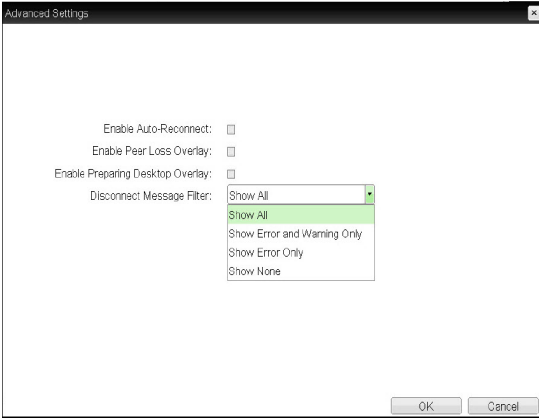 Advanced Settings
Enable Auto-Reconnect:
Enable Peer Loss Overlay:
Enable Preparing Desktop Overlay:
Disconnect Message Filter: Show All
Show All
Show Error and Warning Only
Show Error Only
Show None
OK Cancel